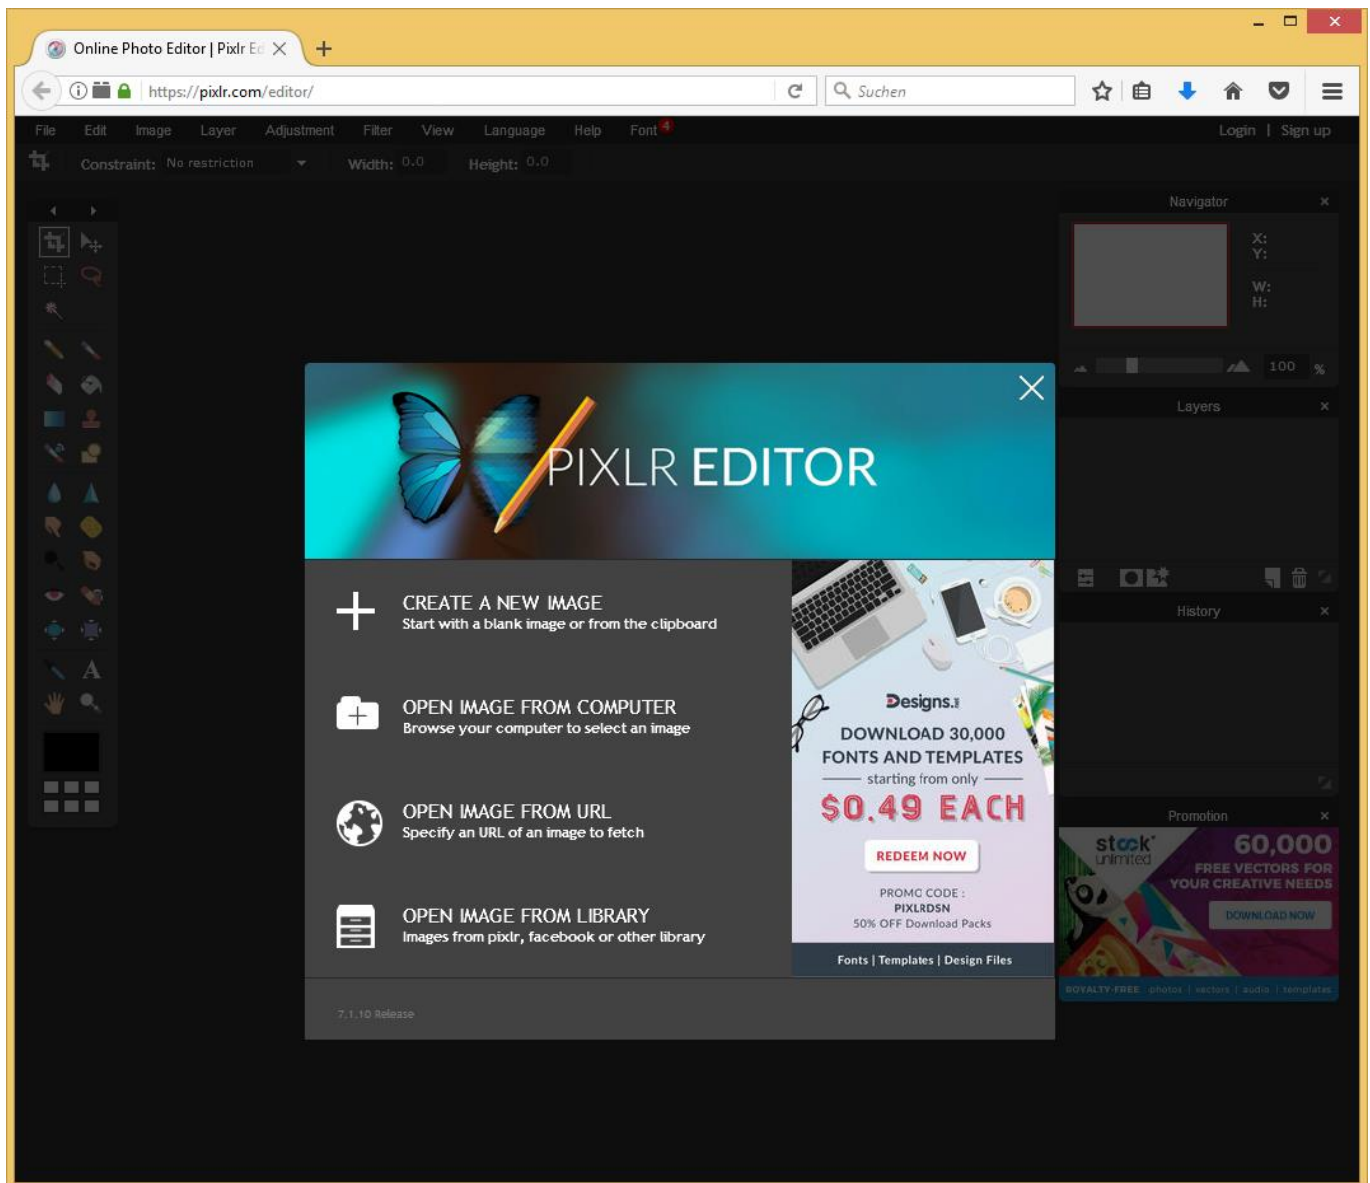 Online Photo Editor | Pixlr Ed
https://pixlr.com/editor/
Suchen
File Edit Image Layer Adjustment Filter View Language Help Font 4 Login | Sign up
Constraint: No restriction Width: 0.0 Height: 0.0
Navigator
X:
Y:
W:
H:
100 %
Layers
History
PIXLR EDITOR
CREATE A NEW IMAGE
Start with a blank image or from the clipboard
OPEN IMAGE FROM COMPUTER
Browse your computer to select an image
OPEN IMAGE FROM URL
Specify an URL of an image to fetch
OPEN IMAGE FROM LIBRARY
Images from pixlr, facebook or other library
7.1.10 Release
Designs.
DOWNLOAD 30,000
FONTS AND TEMPLATES
starting from only
$0.49 EACH
REDEEM NOW
PROMO CODE :
PIXLRDSN
50% OFF Download Packs
Fonts | Templates | Design Files
Promotion
stock
unlimited
60,000
FREE VECTORS FOR
YOUR CREATIVE NEEDS
DOWNLOAD NOW
ROYALTY-FREE photos | vectors | audio | templates
A